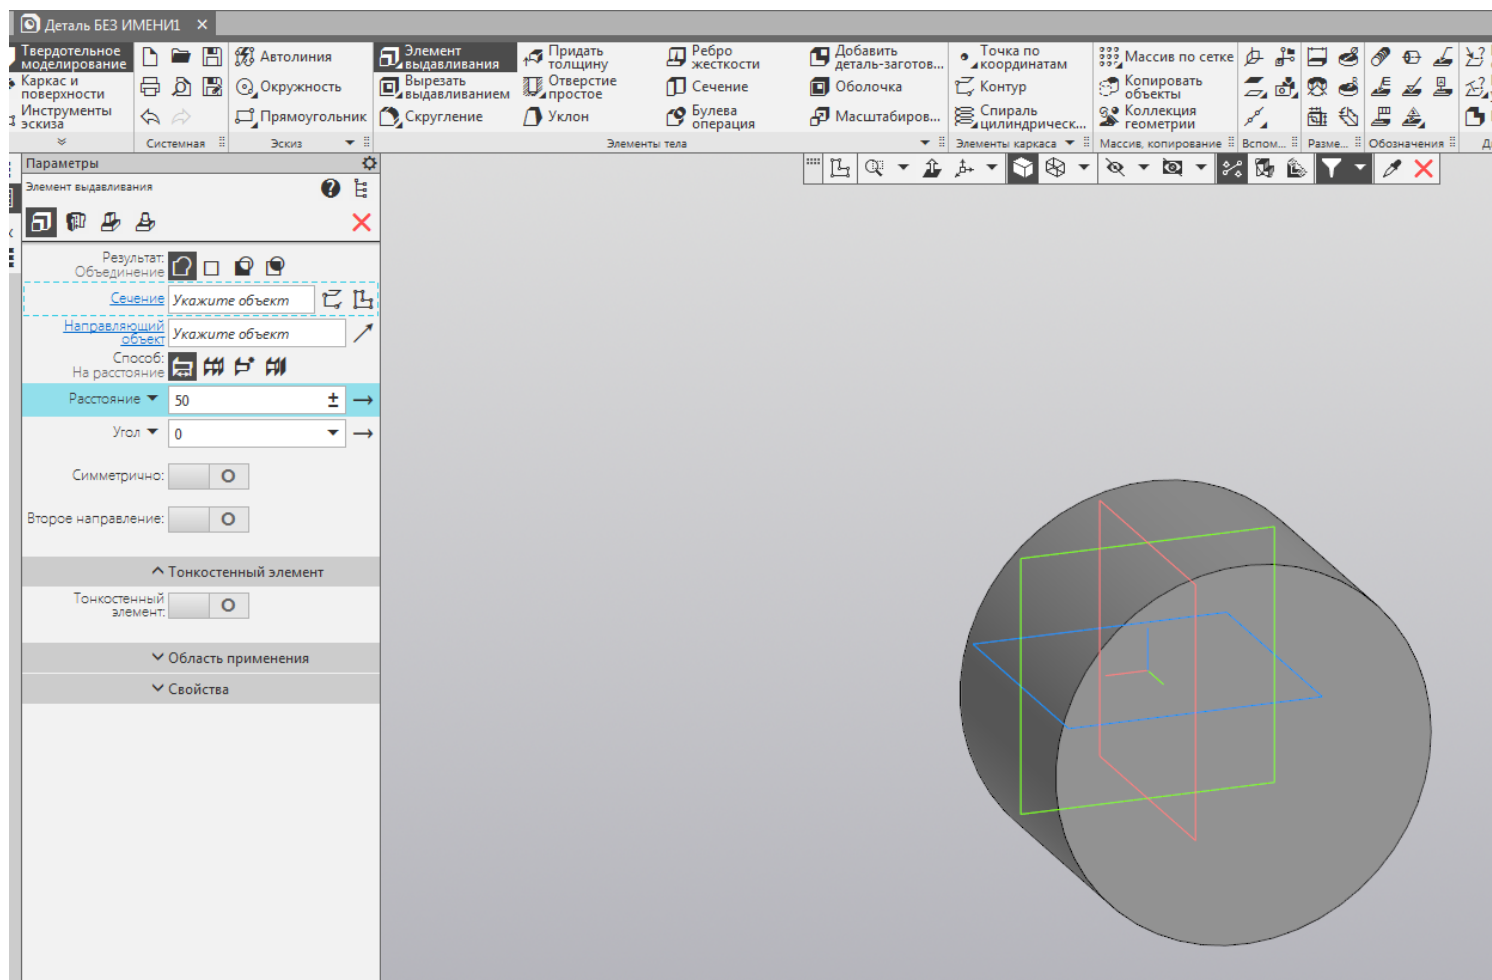 Деталь БЕЗ ИМЕНИ1
Твердотельное
моделирование
Каркас и
поверхности
Инструменты
эскиза
Системная
Автолиния
Окружность
Прямоугольник
Эскиз
Элемент
выдавливания
Вырезать
выдавливанием
Скругление
Придать
толщину
Отверстие
простое
Уклон
Ребро
жесткости
Сечение
Булева
операция
Добавить
деталь-заготов...
Оболочка
Масштабиров...
Элементы тела
Точка по
координатам
Контур
Спираль
цилиндрическ...
Элементы каркаса
Массив по сетке
Копировать
объекты
Коллекция
геометрии
Массив, копирование
Вспом...
Разме...
Обозначения
Параметры
Элемент выдавливания
Результат:
Объединение
Сечение Укажите объект
Направляющий
объект Укажите объект
Способ:
На расстояние
Расстояние 50
Угол 0
Симметрично:
Второе направление:
Тонкостенный элемент
Тонкостенный
элемент:
Область применения
Свойства